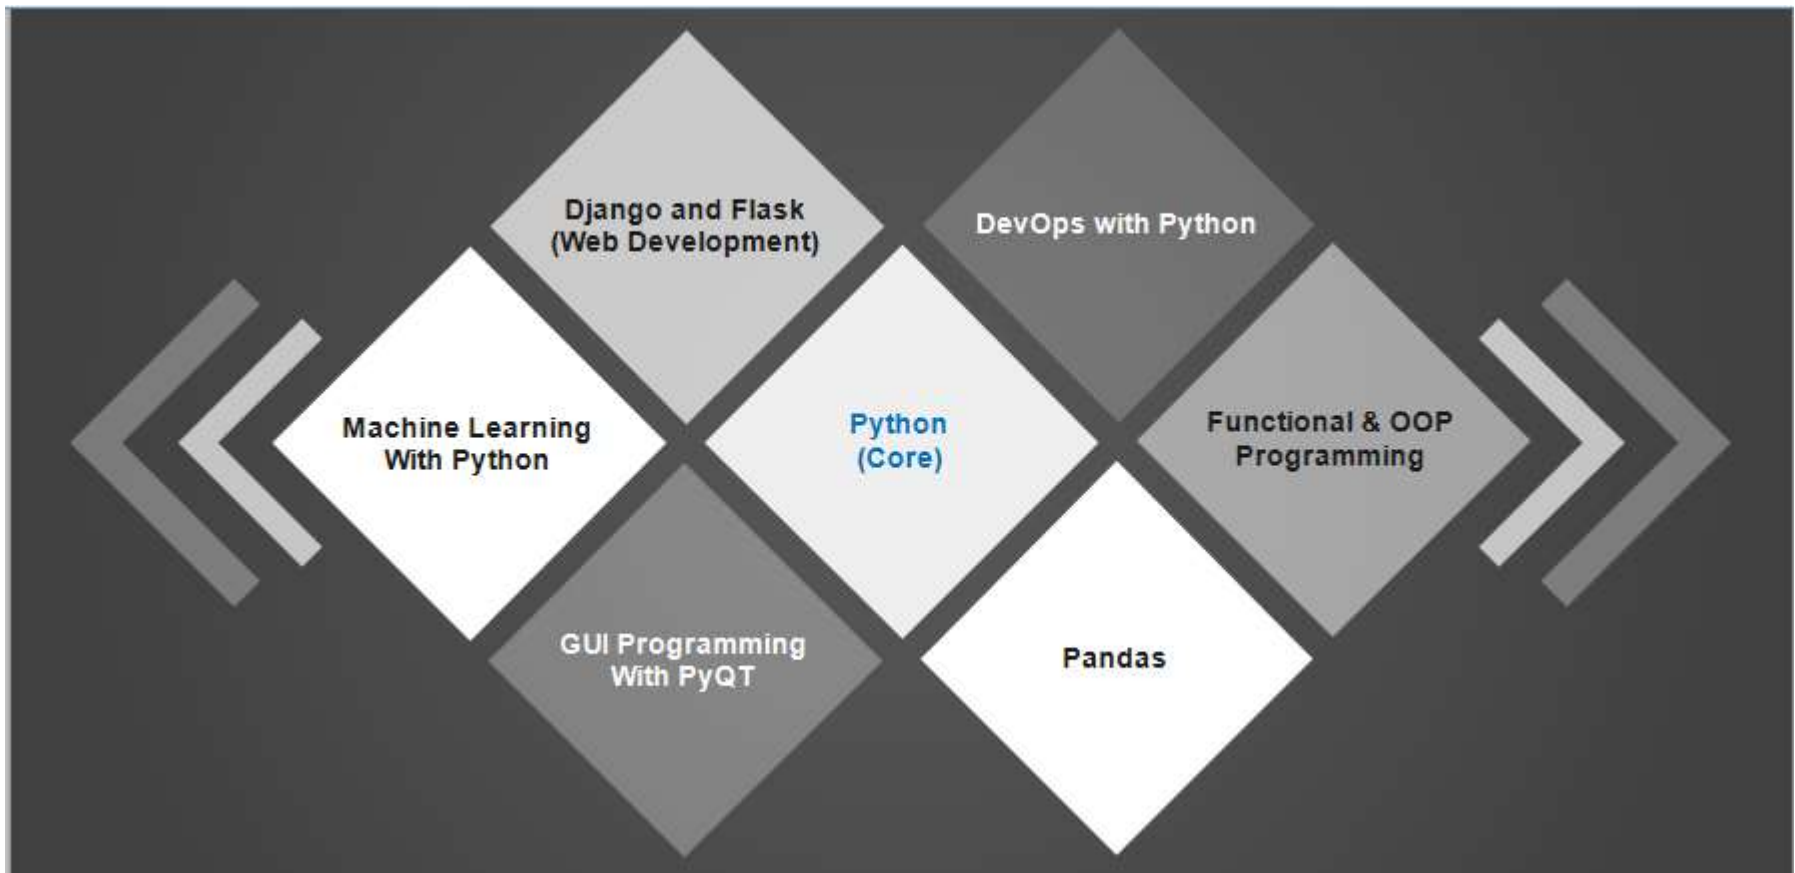 Django and Flask
(Web Development)
DevOps with Python
Machine Learning
With Python
Python
(Core)
Functional & OOP
Programming
GUI Programming
With PyQT
Pandas